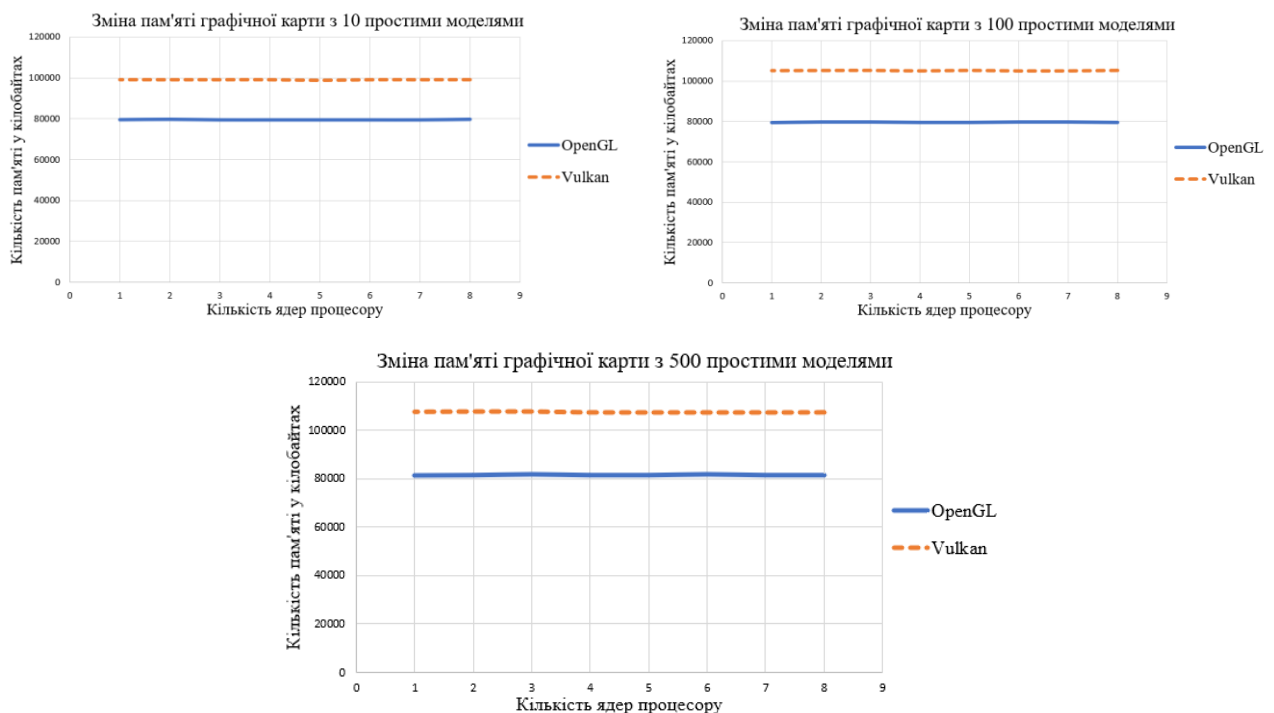 Зміна пам'яті графічної карти з 10 простими моделями
Кількість пам'яті у кілобайтах
120000
100000
80000
60000
40000
20000
0
0 1 2 3 4 5 6 7 8 9
Кількість ядер процесору
OpenGL
Vulkan
Зміна пам'яті графічної карти з 100 простими моделями
Кількість пам'яті у кілобайтах
120000
100000
80000
60000
40000
20000
0
0 1 2 3 4 5 6 7 8 9
Кількість ядер процесору
OpenGL
Vulkan
Зміна пам'яті графічної карти з 500 простими моделями
Кількість пам'яті у кілобайтах
120000
100000
80000
60000
40000
20000
0
0 1 2 3 4 5 6 7 8 9
Кількість ядер процесору
OpenGL
Vulkan